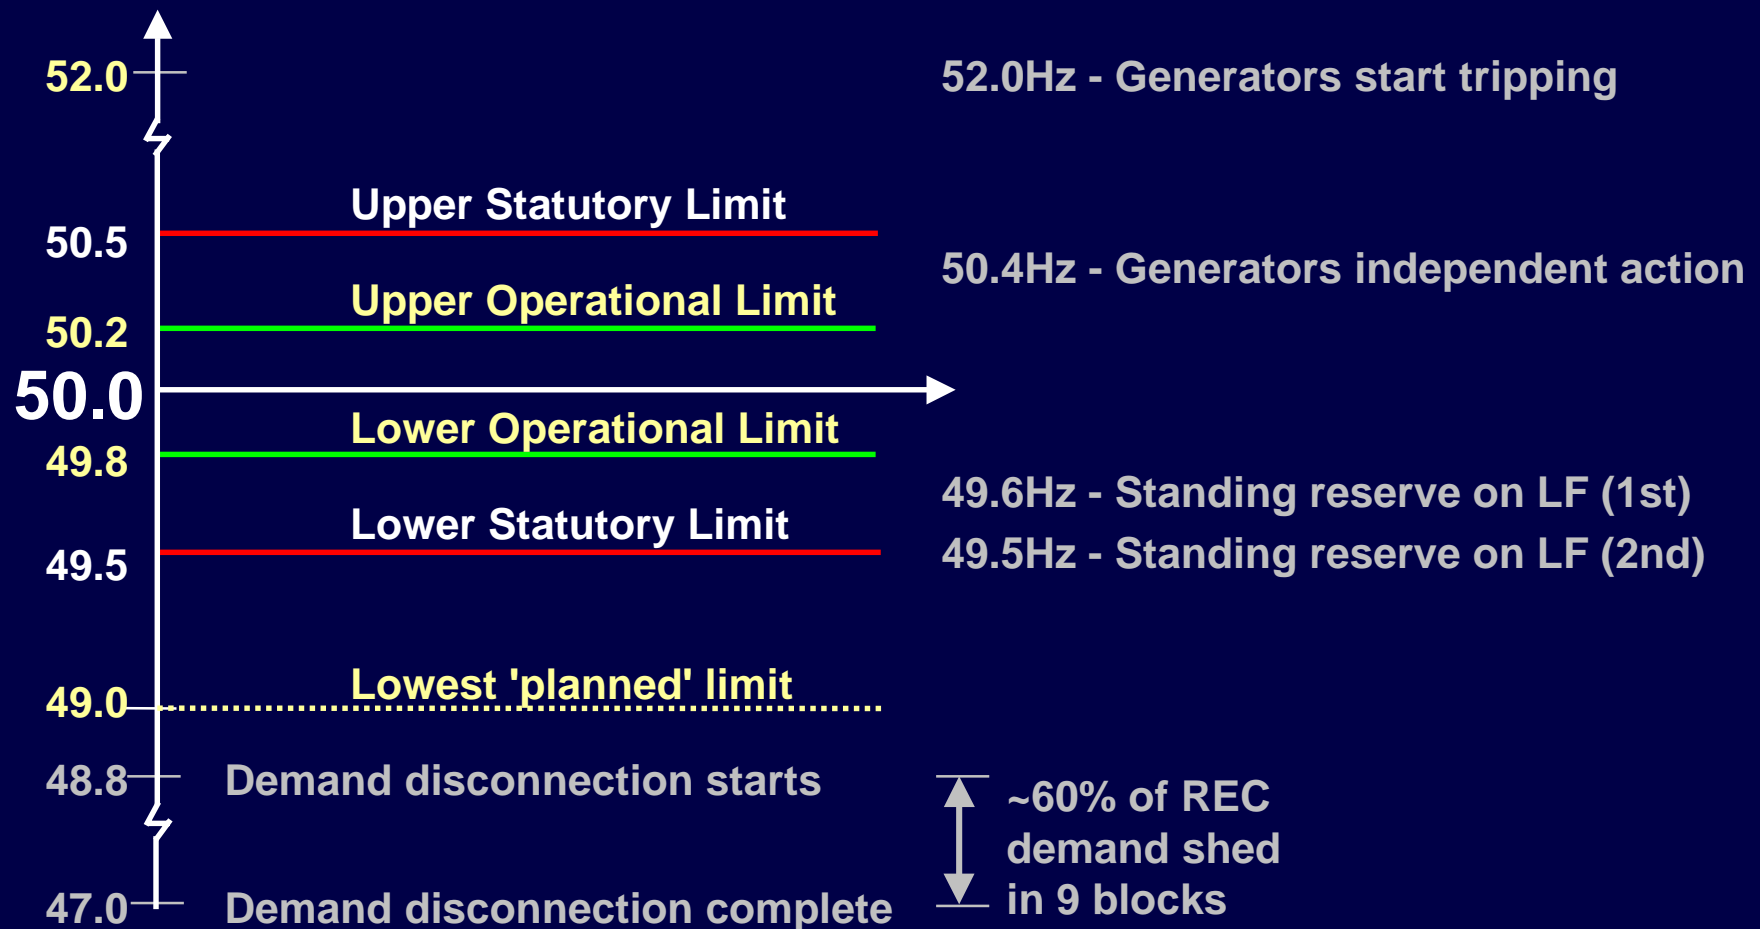 52.0
52.0Hz - Generators start tripping
Upper Statutory Limit
50.5
50.4Hz - Generators independent action
Upper Operational Limit
50.2
50.0
Lower Operational Limit
49.8
49.6Hz - Standing reserve on LF (1st)
Lower Statutory Limit
49.5
49.5Hz - Standing reserve on LF (2nd)
Lowest 'planned' limit
49.0
48.8
Demand disconnection starts
~60% of REC
demand shed
in 9 blocks
47.0
Demand disconnection complete